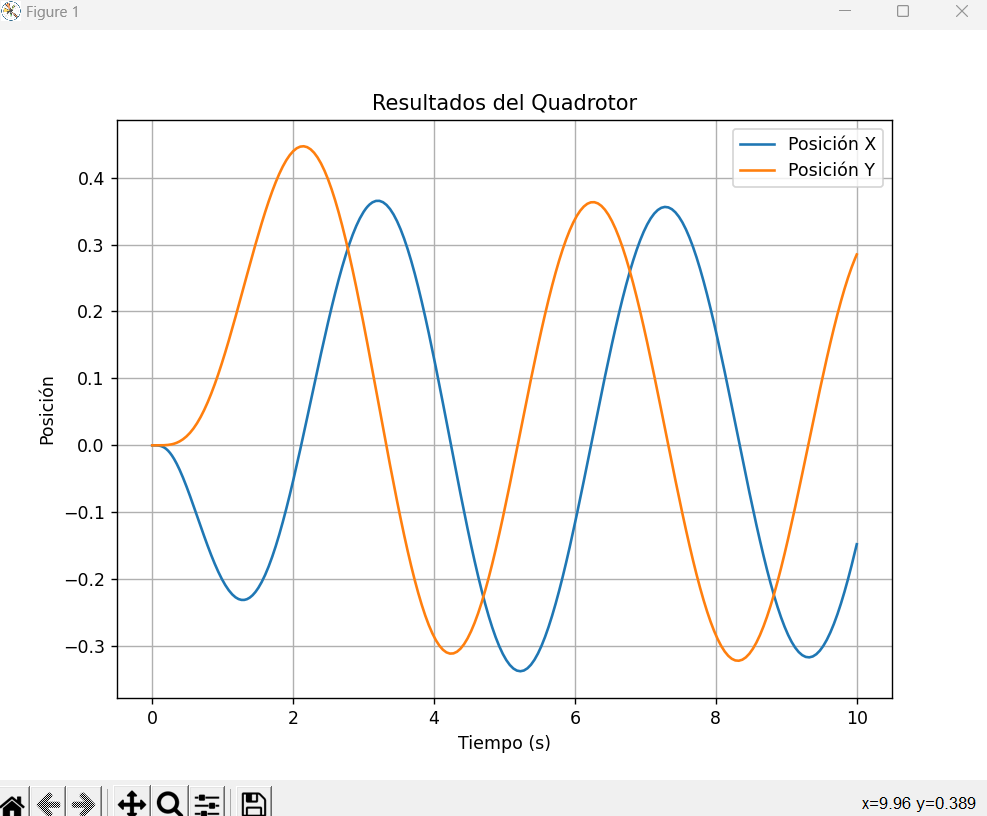 Figure 1
Resultados del Quadrotor
Posición X
Posición Y
0.4
0.3
0.2
0.1
0.0
−0.1
−0.2
−0.3
Posición
0 2 4 6 8 10
Tiempo (s)
x=9.96 y=0.389